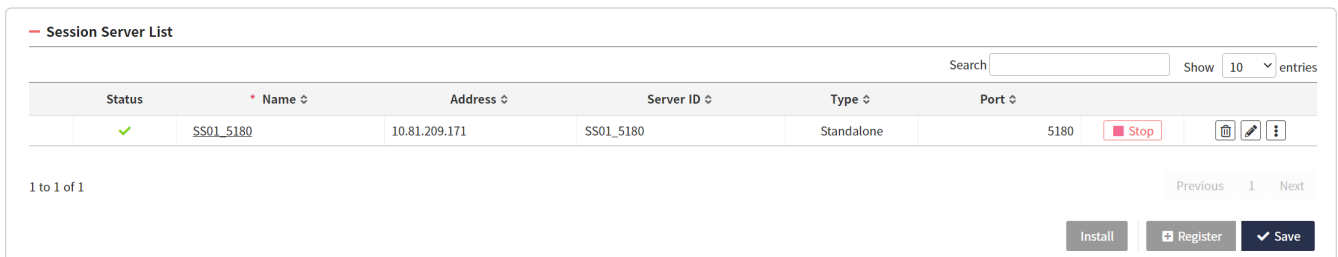 Session Server List
Search Show 10 entries
Status * Name Address Server ID Type Port
SS01_5180 10.81.209.171 SS01_5180 Standalone 5180 Stop
1 to 1 of 1
Previous 1 Next
Install Register Save